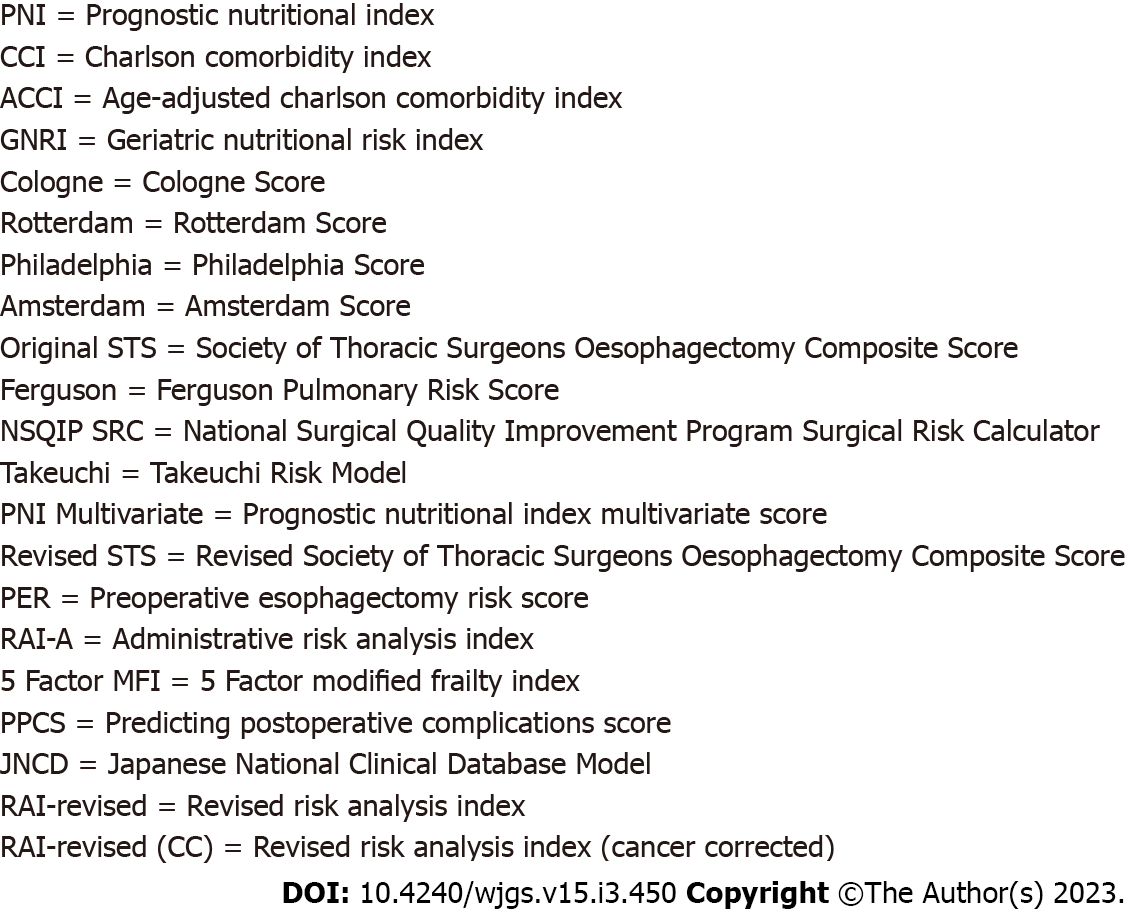 PNI = Prognostic nutritional index
CCI = Charlson comorbidity index
ACCI = Age-adjusted charlson comorbidity index
GNRI = Geriatric nutritional risk index
Cologne = Cologne Score
Rotterdam = Rotterdam Score
Philadelphia = Philadelphia Score
Amsterdam = Amsterdam Score
Original STS = Society of Thoracic Surgeons Oesophagectomy Composite Score
Ferguson = Ferguson Pulmonary Risk Score
NSQIP SRC = National Surgical Quality Improvement Program Surgical Risk Calculator
Takeuchi = Takeuchi Risk Model
PNI Multivariate = Prognostic nutritional index multivariate score
Revised STS = Revised Society of Thoracic Surgeons Oesophagectomy Composite Score
PER = Preoperative esophagectomy risk score
RAI-A = Administrative risk analysis index
5 Factor MFI = 5 Factor modified frailty index
PPCS = Predicting postoperative complications score
JNCD = Japanese National Clinical Database Model
RAI-revised = Revised risk analysis index
RAI-revised (CC) = Revised risk analysis index (cancer corrected)
DOI: 10.4240/wjgs.v15.i3.450 Copyright ©The Author(s) 2023.